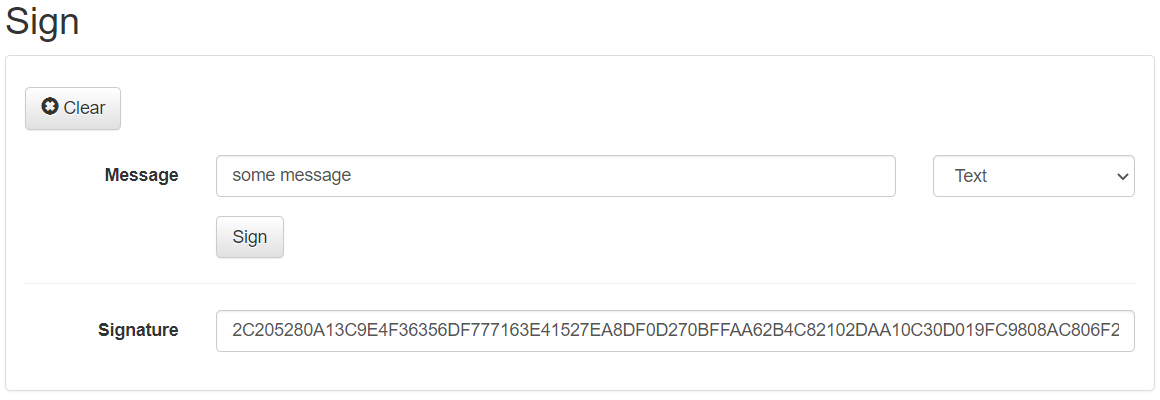 Sign
Clear
Message some message Text
Sign
Signature 2C205280A13C9E4F36356DF777163E41527EA8DF0D270BFFAA62B4C82102DAA10C30D019FC9808AC806F2